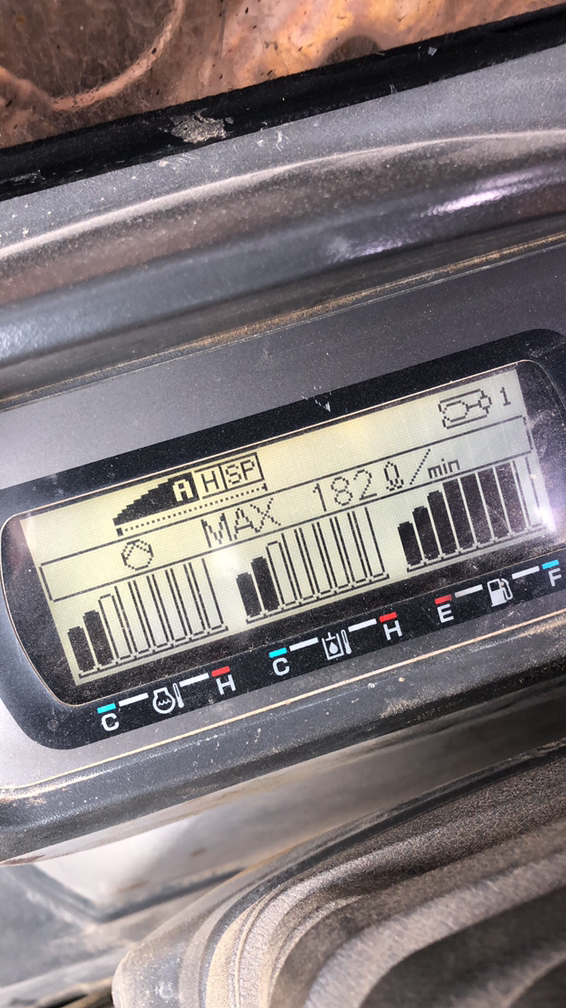 1
A H SP
MAX 182 ℓ/min
C H C H E F